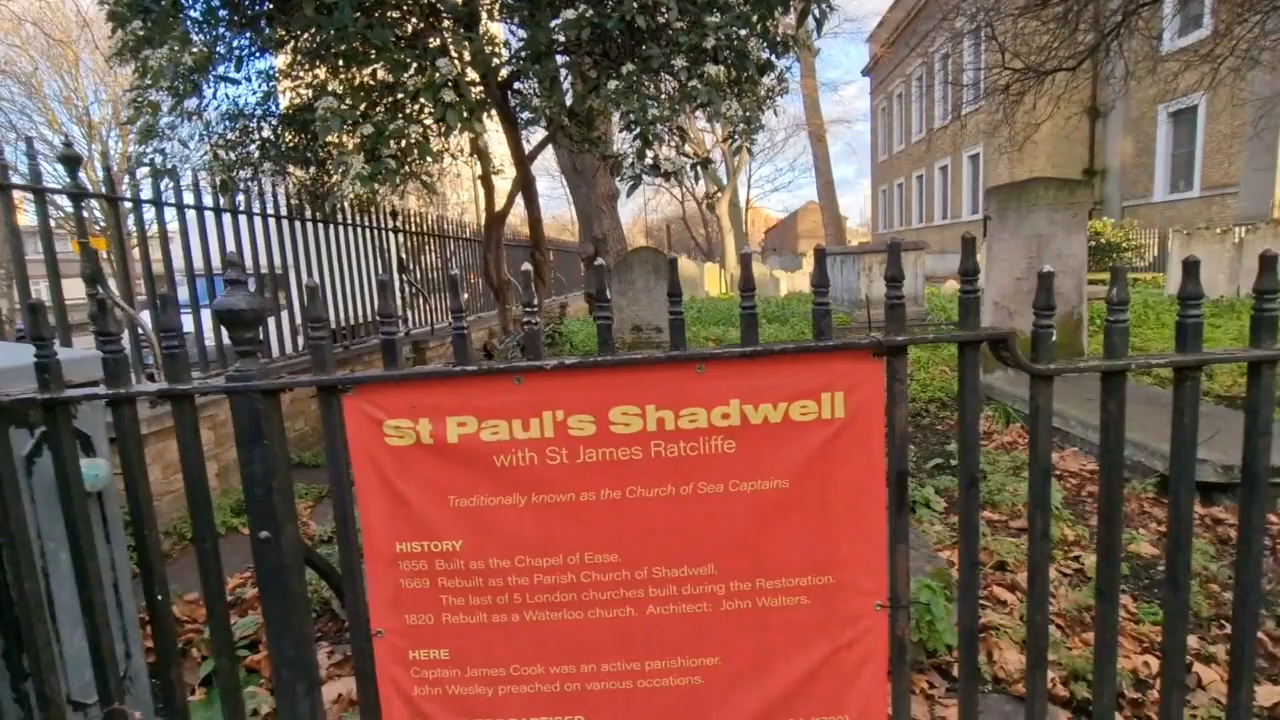 St Paul's Shadwell
with St James Ratcliffe
Traditionally known as the Church of Sea Captains
HISTORY
1656 Built as the Chapel of Ease.
1669 Rebuilt as the Parish Church of Shadwell.
The last of 5 London churches built during the Restoration.
1820 Rebuilt as a Waterloo church. Architect: John Walters.
HERE
Captain James Cook was an active parishioner.
John Wesley preached on various occations.
BAPTISED